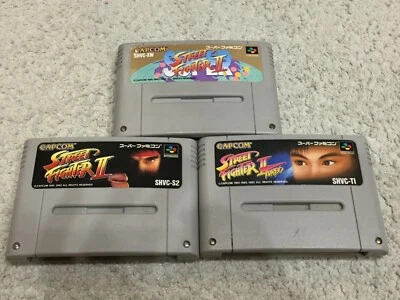 CAPCOM
スーパーファミコン
SHVC-XW
SUPER
STREET
FIGHTER II
CAPCOM
スーパーファミコン
STREET
FIGHTER II
SHVC-S2
CAPCOM
スーパーファミコン
STREET
FIGHTER II
TURBO
SHVC-TI